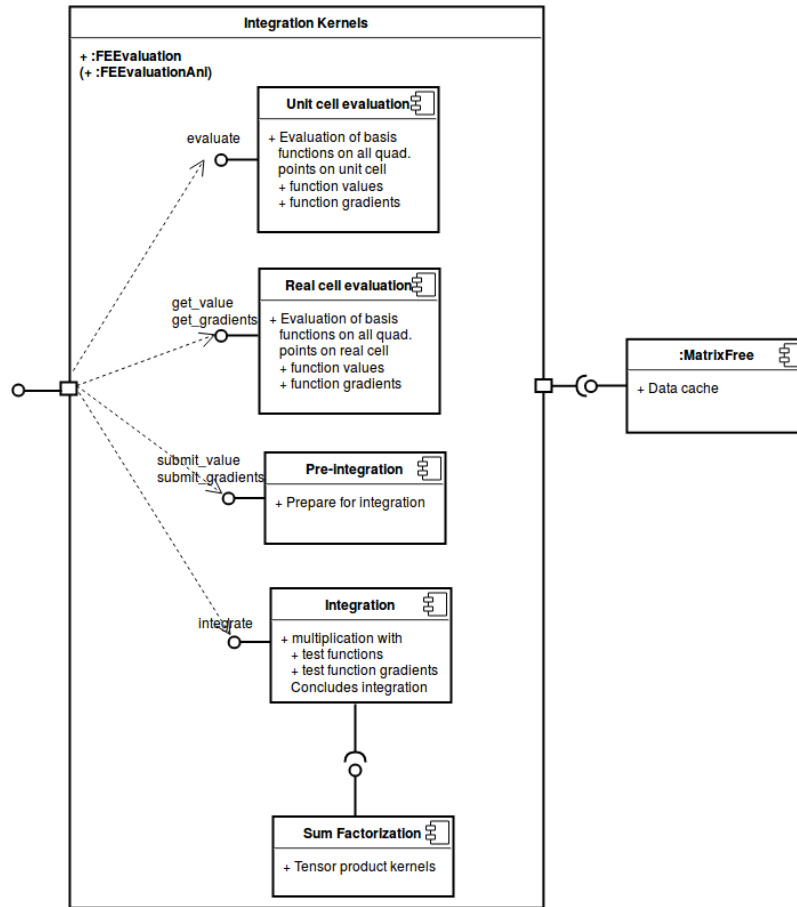 Integration Kernels
+ :FEEvaluation
(+ :FEEvaluationAni)
Unit cell evaluation
evaluate
+ Evaluation of basis
functions on all quad.
points on unit cell
+ function values
+ function gradients
Real cell evaluation
get_value
get_gradients
+ Evaluation of basis
functions on all quad.
points on real cell
+ function values
+ function gradients
:MatrixFree
+ Data cache
submit_value
submit_gradients
Pre-integration
+ Prepare for integration
Integration
integrate
+ multiplication with
+ test functions
+ test function gradients
Concludes integration
Sum Factorization
+ Tensor product kernels